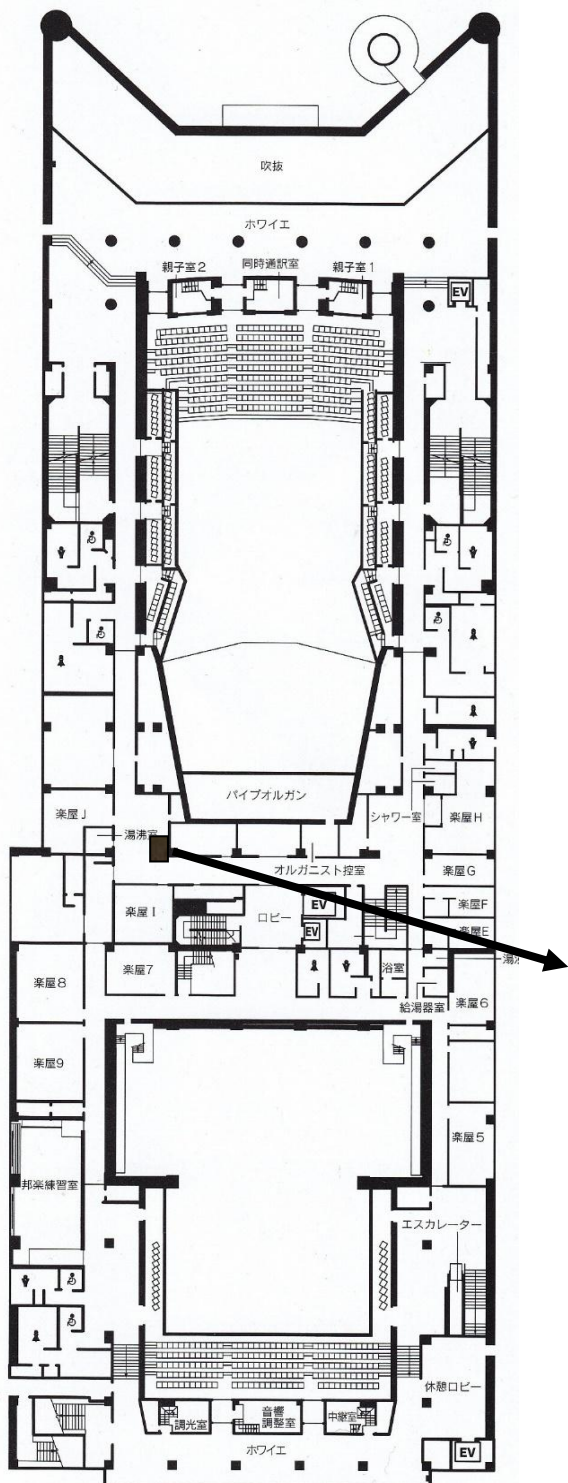 吹抜
ホワイエ
親子室2
同時通訳室
親子室1
EV
パイプオルガン
楽屋J
湯沸室
シャワー室
楽屋H
オルガニスト控室
楽屋G
楽屋I
ロビー
EV
EV
楽屋F
楽屋E
楽屋8
楽屋7
浴室
給湯器室
湯沸
楽屋6
楽屋9
楽屋5
邦楽練習室
エスカレーター
休憩ロビー
調光室
音響
調整室
中継室
ホワイエ
EV